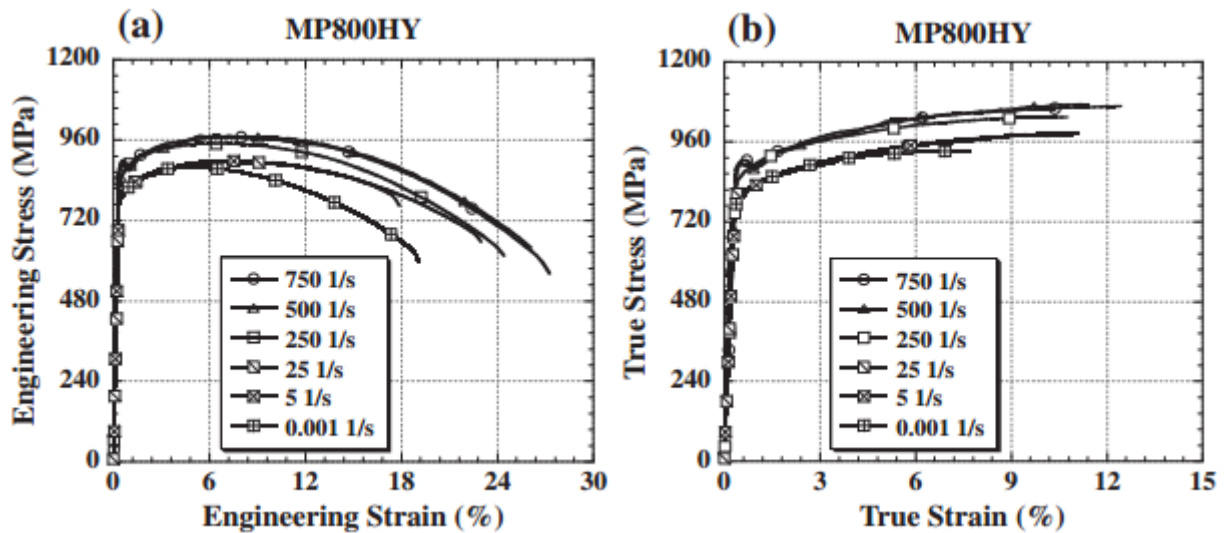 (a)
MP800HY
Engineering Stress (MPa)
1200
960
720
480
240
0
750 1/s
500 1/s
250 1/s
25 1/s
5 1/s
0.001 1/s
0 6 12 18 24 30
Engineering Strain (%)
(b)
MP800HY
True Stress (MPa)
1200
960
720
480
240
0
750 1/s
500 1/s
250 1/s
25 1/s
5 1/s
0.001 1/s
0 3 6 9 12 15
True Strain (%)